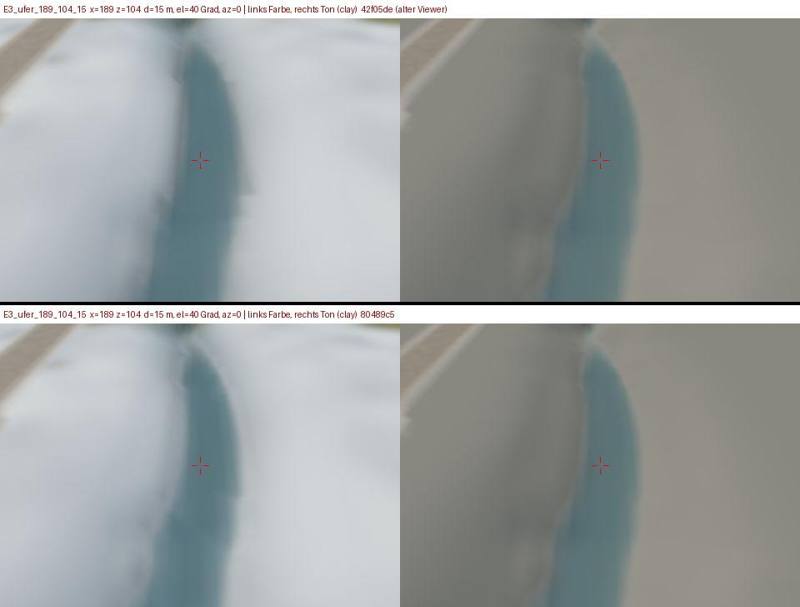 E3_ufer_189_104_15 x=189 z=104 d=15 m, el=40 Grad, az=0 | links Farbe, rechts Ton (clay) 42f05de (alter Viewer)
E3_ufer_189_104_15 x=189 z=104 d=15 m, el=40 Grad, az=0 | links Farbe, rechts Ton (clay) 80489c5